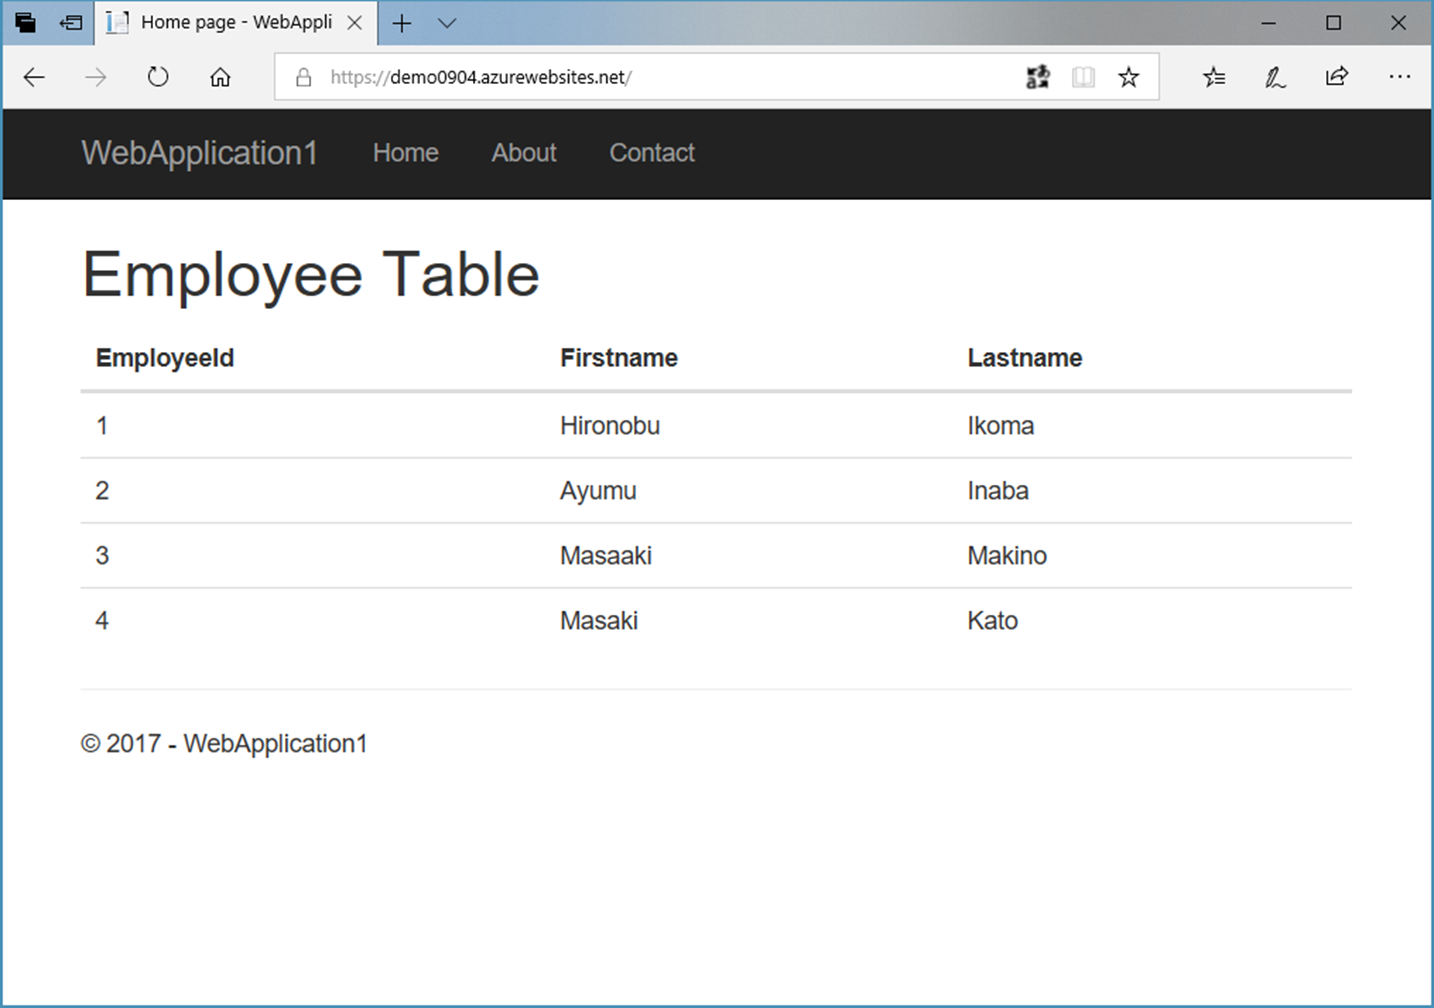 Home page - WebAppli
https://demo0904.azurewebsites.net/
WebApplication1 Home About Contact
Employee Table
EmployeeId Firstname Lastname
1 Hironobu Ikoma
2 Ayumu Inaba
3 Masaaki Makino
4 Masaki Kato
© 2017 - WebApplication1